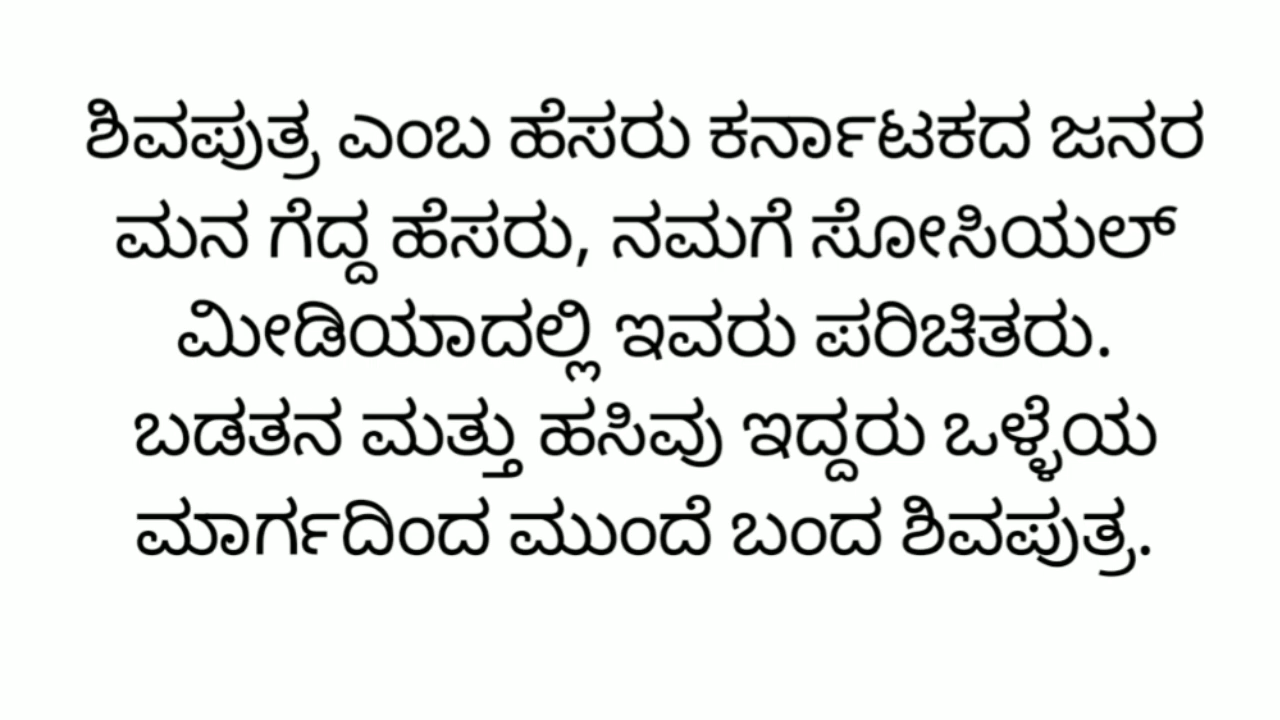 ಶಿವಪುತ್ರ ಎಂಬ ಹೆಸರು ಕರ್ನಾಟಕದ ಜನರ
ಮನ ಗೆದ್ದ ಹೆಸರು, ನಮಗೆ ಸೋಸಿಯಲ್
ಮೀಡಿಯಾದಲ್ಲಿ ಇವರು ಪರಿಚಿತರು.
ಬಡತನ ಮತ್ತು ಹಸಿವು ಇದ್ದರು ಒಳ್ಳೆಯ
ಮಾರ್ಗದಿಂದ ಮುಂದೆ ಬಂದ ಶಿವಪುತ್ರ.